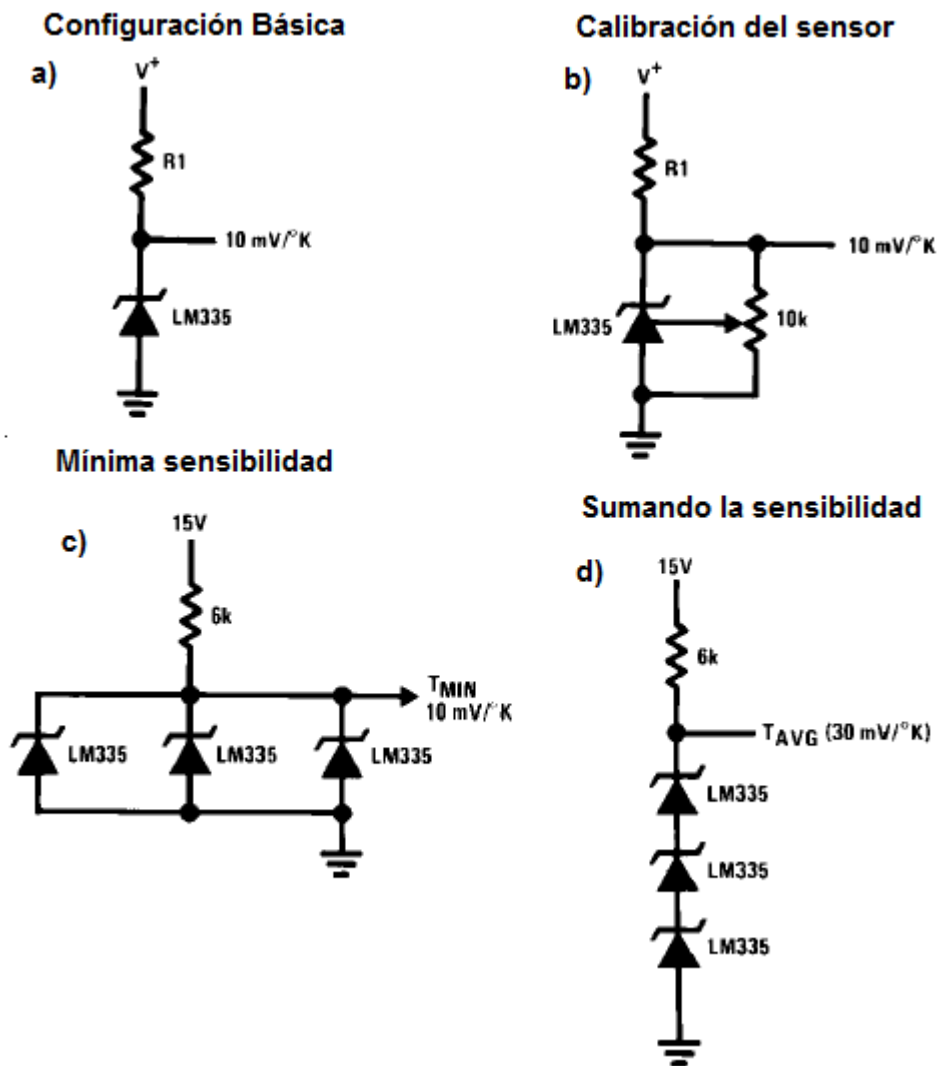 Configuración Básica
a)
V+
R1
10 mV/°K
LM335
Calibración del sensor
b)
V+
R1
10 mV/°K
LM335
10k
Mínima sensibilidad
c)
15V
6k
TMIN
10 mV/°K
LM335
LM335
LM335
Sumando la sensibilidad
d)
15V
6k
TAVG (30 mV/°K)
LM335
LM335
LM335